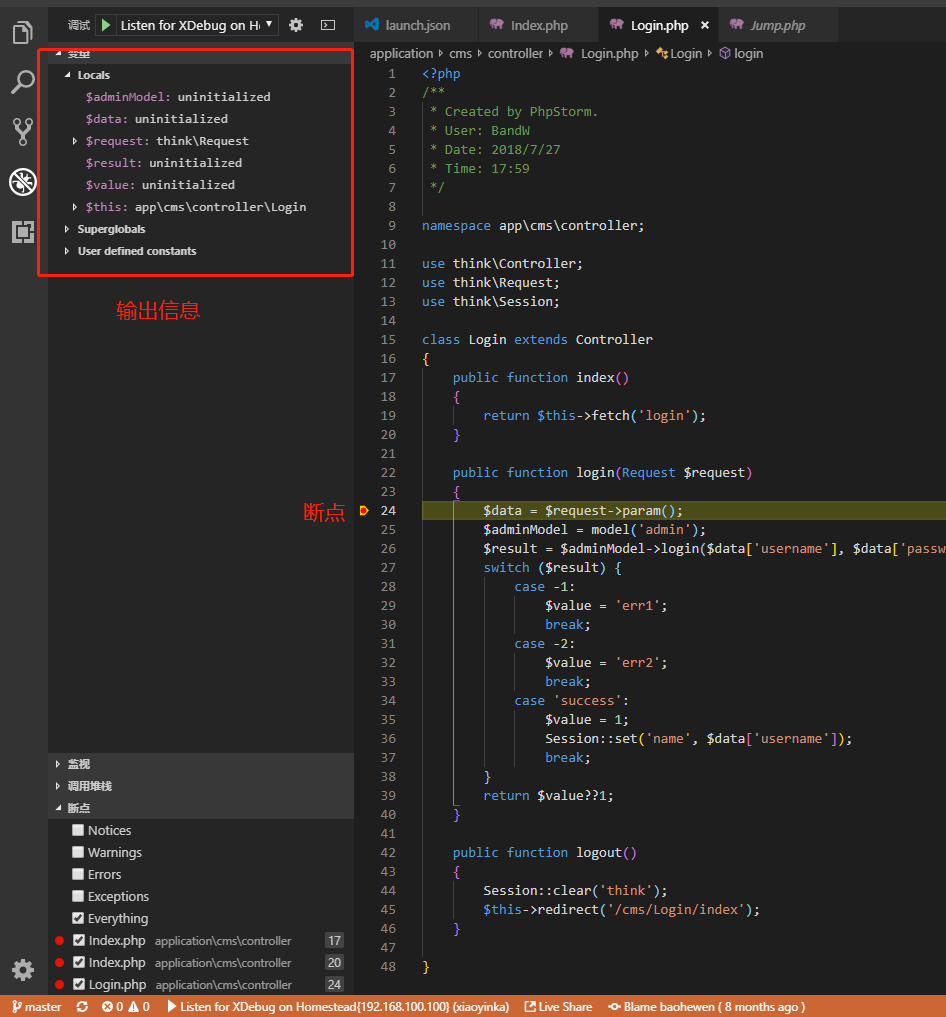 调试 Listen for XDebug on Ho
变量
Locals
$adminModel: uninitialized
$data: uninitialized
$request: think\Request
$result: uninitialized
$value: uninitialized
$this: app\cms\controller\Login
Superglobals
User defined constants
输出信息
断点
监视
调用堆栈
断点
Notices
Warnings
Errors
Exceptions
Everything
Index.php application\cms\controller 17
Index.php application\cms\controller 20
Login.php application\cms\controller 24
launch.json Index.php Login.php × Jump.php
application cms controller Login.php Login login
1 <?php
2 /**
3 * Created by PhpStorm.
4 * User: BandW
5 * Date: 2018/7/27
6 * Time: 17:59
7 */
8
9 namespace app\cms\controller;
10
11 use think\Controller;
12 use think\Request;
13 use think\Session;
14
15 class Login extends Controller
16 {
17 public function index()
18 {
19 return $this->fetch('login');
20 }
21
22 public function login(Request $request)
23 {
24 $data = $request->param();
25 $adminModel = model('admin');
26 $result = $adminModel->login($data['username'], $data['passw
27 switch ($result) {
28 case -1:
29 $value = 'err1';
30 break;
31 case -2:
32 $value = 'err2';
33 break;
34 case 'success':
35 $value = 1;
36 Session::set('name', $data['username']);
37 break;
38 }
39 return $value??1;
40 }
41
42 public function logout()
43 {
44 Session::clear('think');
45 $this->redirect('/cms/Login/index');
46 }
47
48 }
master 0 0 Listen for XDebug on Homestead{192.168.100.100} (xiaoyinka) Live Share Blame baohewen ( 8 months ago )